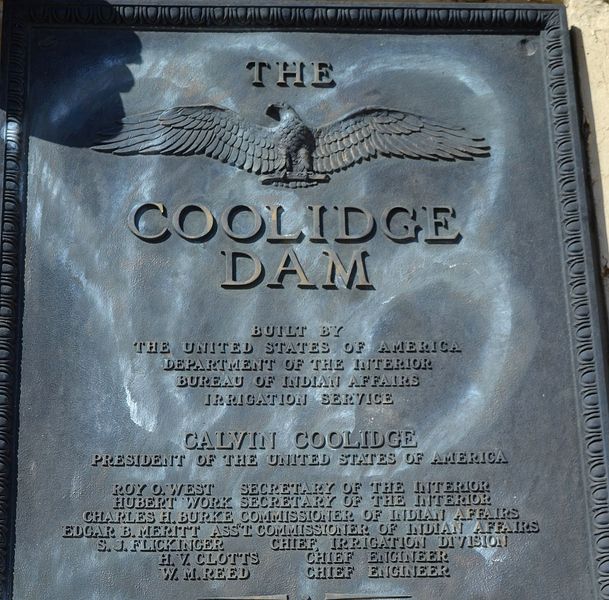 THE
COOLIDGE
DAM
BUILT BY
THE UNITED STATES OF AMERICA
DEPARTMENT OF THE INTERIOR
BUREAU OF INDIAN AFFAIRS
IRRIGATION SERVICE
CALVIN COOLIDGE
PRESIDENT OF THE UNITED STATES OF AMERICA
ROY O. WEST SECRETARY OF THE INTERIOR
HUBERT WORK SECRETARY OF THE INTERIOR
CHARLES H. BURKE COMMISSIONER OF INDIAN AFFAIRS
EDGAR B. MERITT ASS'T COMMISSIONER OF INDIAN AFFAIRS
S. J. FLICKINGER CHIEF, IRRIGATION DIVISION
H. V. CLOTTS CHIEF ENGINEER
W. M. REED CHIEF ENGINEER